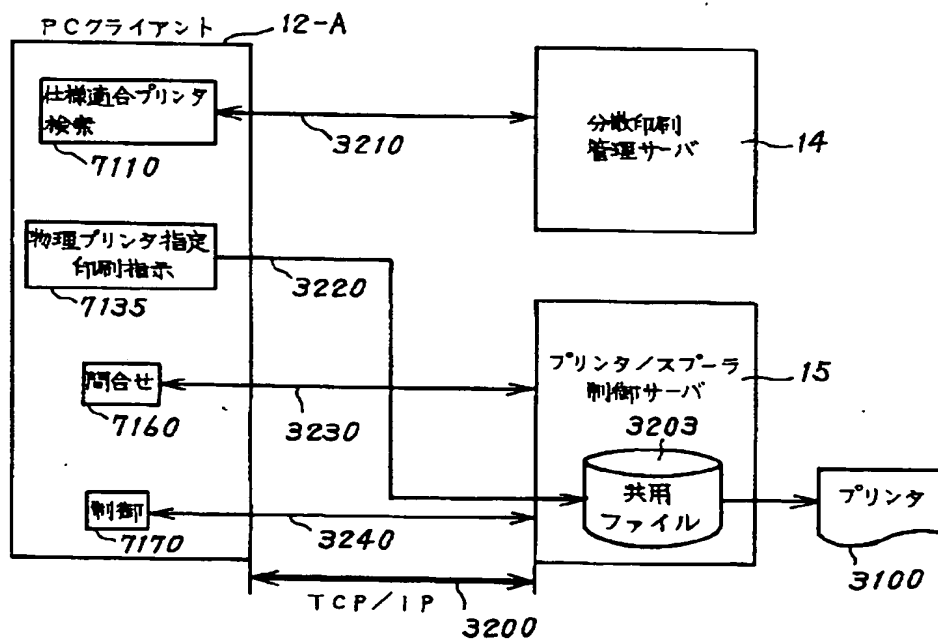 PCクライアント
12-A
仕様適合プリンタ
検索
7110
3210
分散印刷
管理サーバ
14
物理プリンタ指定
印刷指示
7135
3220
プリンタ/スプーラ
制御サーバ
15
問合せ
7160
3230
3203
共用
ファイル
プリンタ
制御
7170
3240
3100
TCP/IP
3200